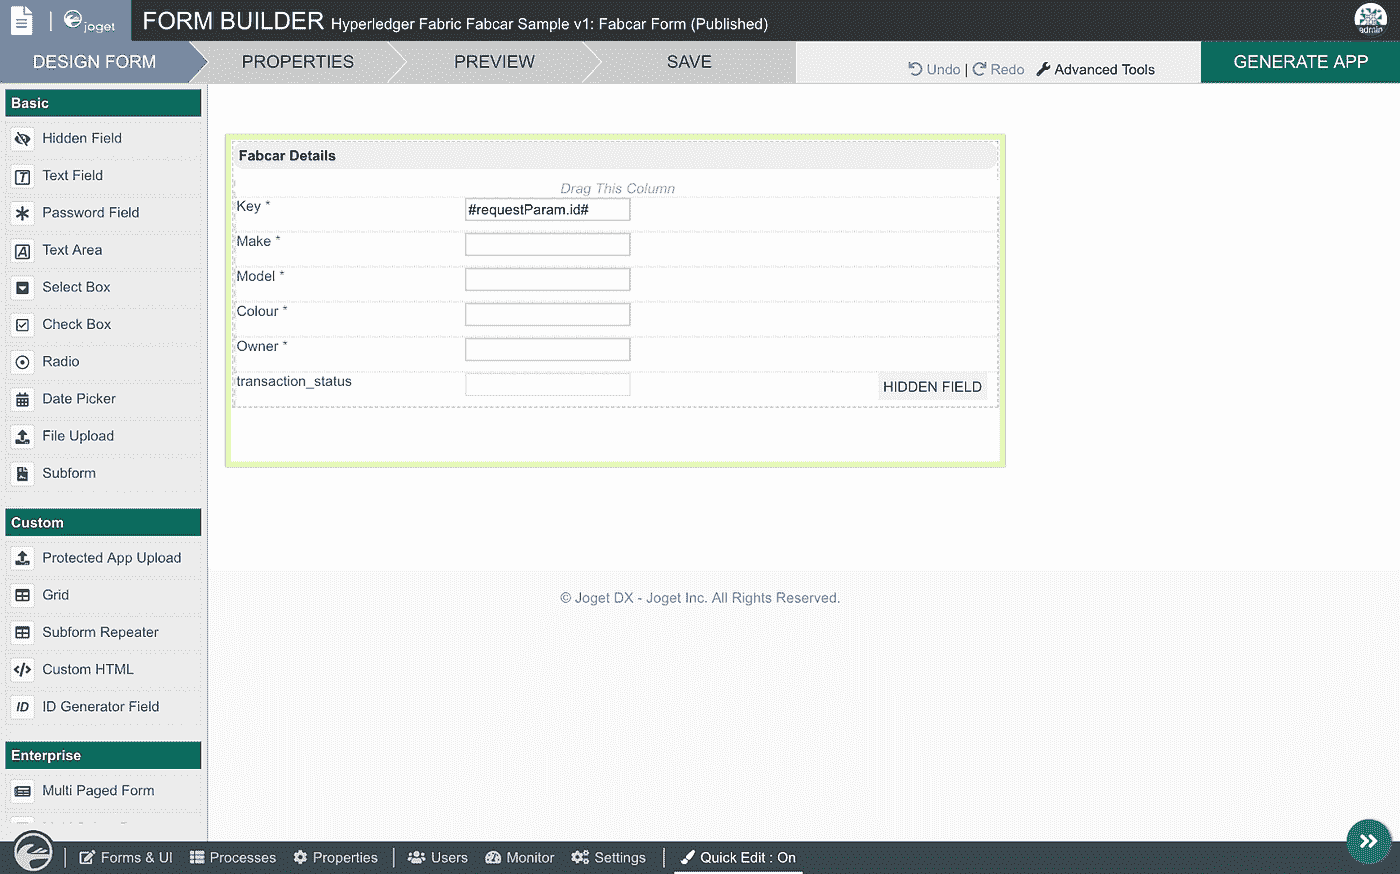 joget
FORM BUILDER Hyperledger Fabric Fabcar Sample v1: Fabcar Form (Published)
admin
DESIGN FORM
PROPERTIES
PREVIEW
SAVE
Undo | Redo
Advanced Tools
GENERATE APP
Basic
Hidden Field
Text Field
Password Field
Text Area
Select Box
Check Box
Radio
Date Picker
File Upload
Subform
Custom
Protected App Upload
Grid
Subform Repeater
Custom HTML
ID ID Generator Field
Enterprise
Multi Paged Form
Fabcar Details
Drag This Column
Key * #requestParam.id#
Make *
Model *
Colour *
Owner *
transaction_status HIDDEN FIELD
© Joget DX - Joget Inc. All Rights Reserved.
Forms & UI
Processes
Properties
Users
Monitor
Settings
Quick Edit : On